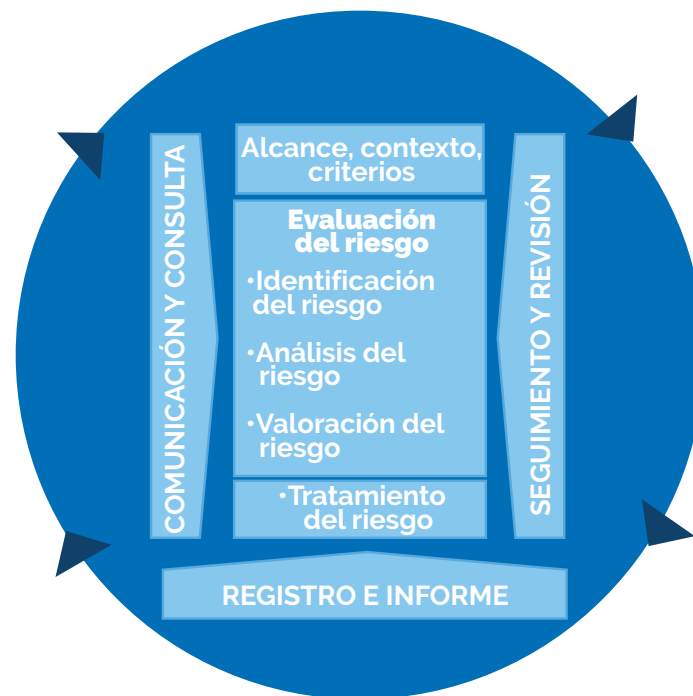 Alcance, contexto,
criterios
COMUNICACIÓN Y CONSULTA
Evaluación
del riesgo
•Identificación
del riesgo
•Análisis del
riesgo
•Valoración del
riesgo
•Tratamiento
del riesgo
SEGUIMIENTO Y REVISIÓN
REGISTRO E INFORME